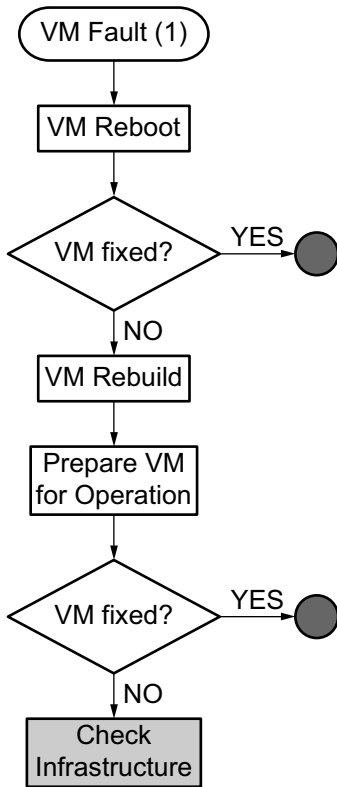 VM Fault (1)
VM Reboot
VM fixed?
YES
NO
VM Rebuild
Prepare VM
for Operation
VM fixed?
YES
NO
Check
Infrastructure